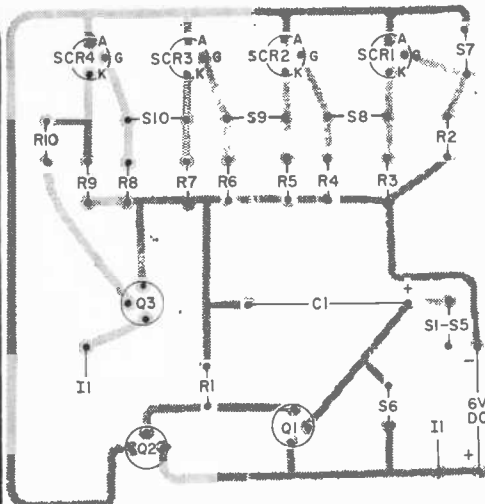 A A A A S7
SCR4 G SCR3 G SCR2 G SCR1 G
K K K K
S10 S9 S8
R10 R2
R9 R8 R7 R6 R5 R4 R3
Q3 C1 +
S1-S5
I1 -
R1 S6 6V
Q1 I1 DC
Q2 +